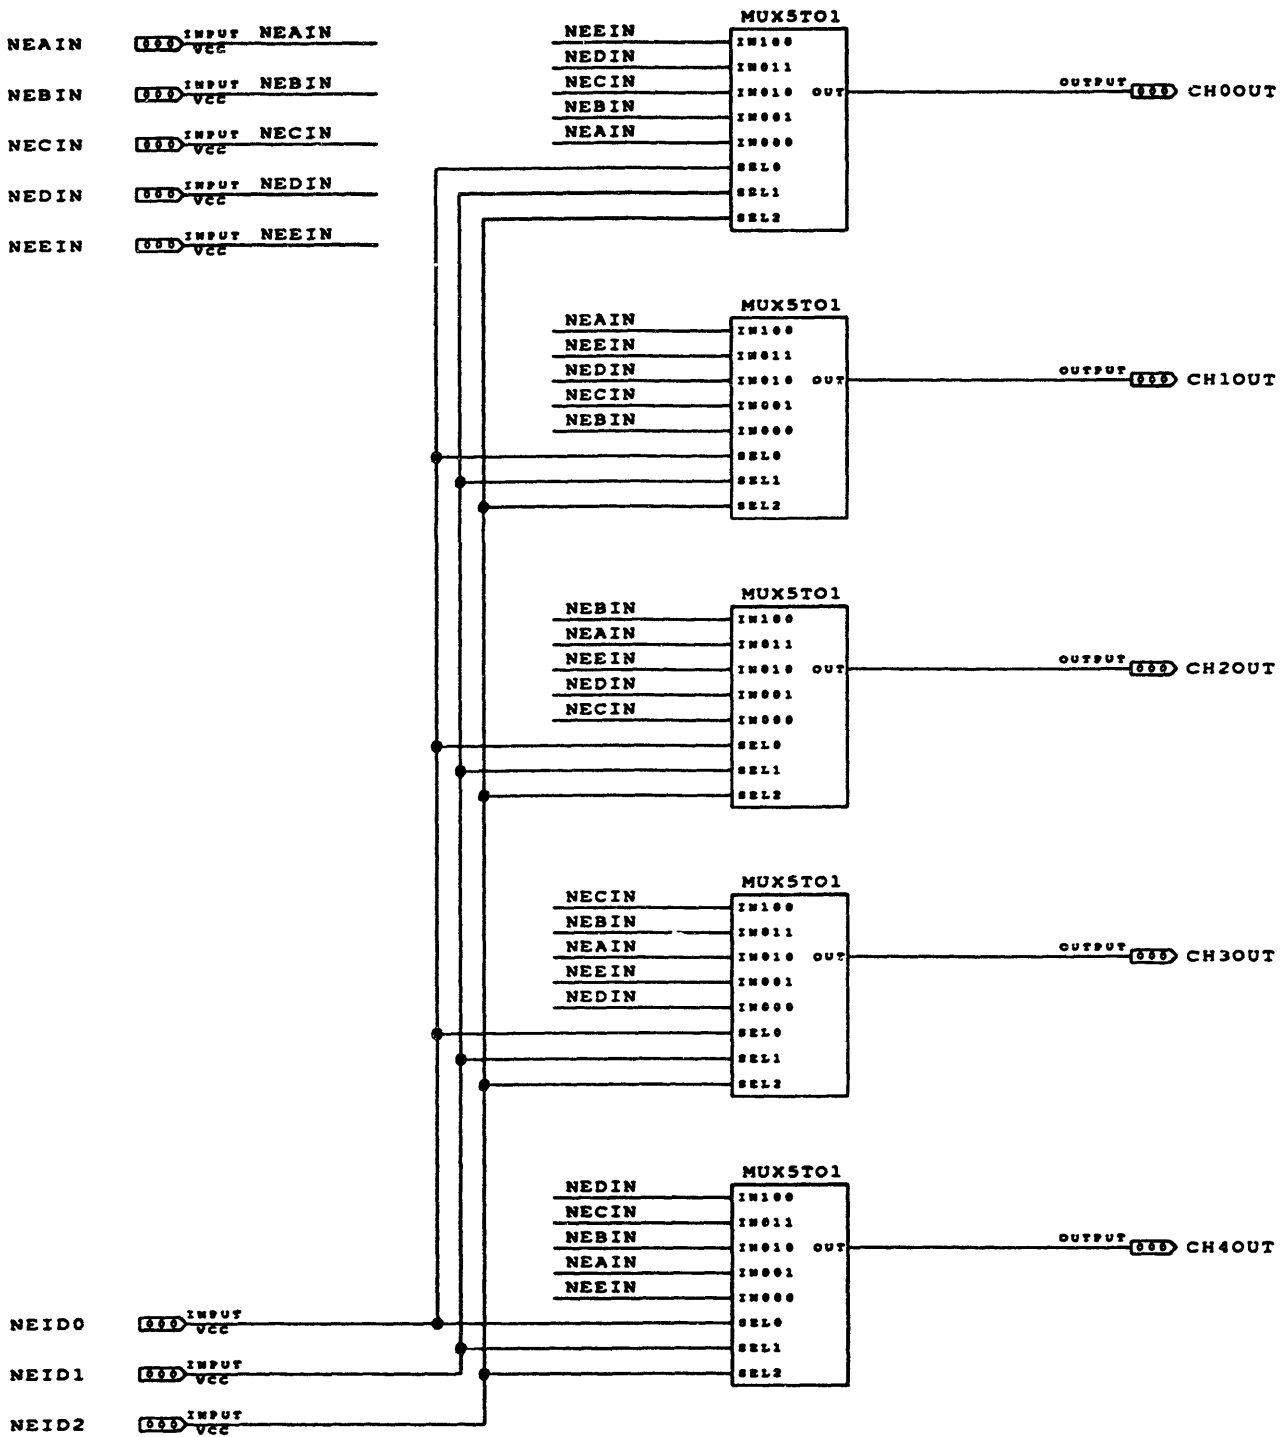 NEAIN INPUT VCC NEAIN
NEBIN INPUT VCC NEBIN
NECIN INPUT VCC NECIN
NEDIN INPUT VCC NEDIN
NEEIN INPUT VCC NEEIN
MUX5TO1
NEEIN IN100
NEDIN IN011
NECIN IN010 OUT OUTPUT CH0OUT
NEBIN IN001
NEAIN IN000
SEL0
SEL1
SEL2
MUX5TO1
NEAIN IN100
NEEIN IN011
NEDIN IN010 OUT OUTPUT CH1OUT
NECIN IN001
NEBIN IN000
SEL0
SEL1
SEL2
MUX5TO1
NEBIN IN100
NEAIN IN011
NEEIN IN010 OUT OUTPUT CH2OUT
NEDIN IN001
NECIN IN000
SEL0
SEL1
SEL2
MUX5TO1
NECIN IN100
NEBIN IN011
NEAIN IN010 OUT OUTPUT CH3OUT
NEEIN IN001
NEDIN IN000
SEL0
SEL1
SEL2
MUX5TO1
NEDIN IN100
NECIN IN011
NEBIN IN010 OUT OUTPUT CH4OUT
NEAIN IN001
NEEIN IN000
SEL0
SEL1
SEL2
NEID0 INPUT VCC
NEID1 INPUT VCC
NEID2 INPUT VCC